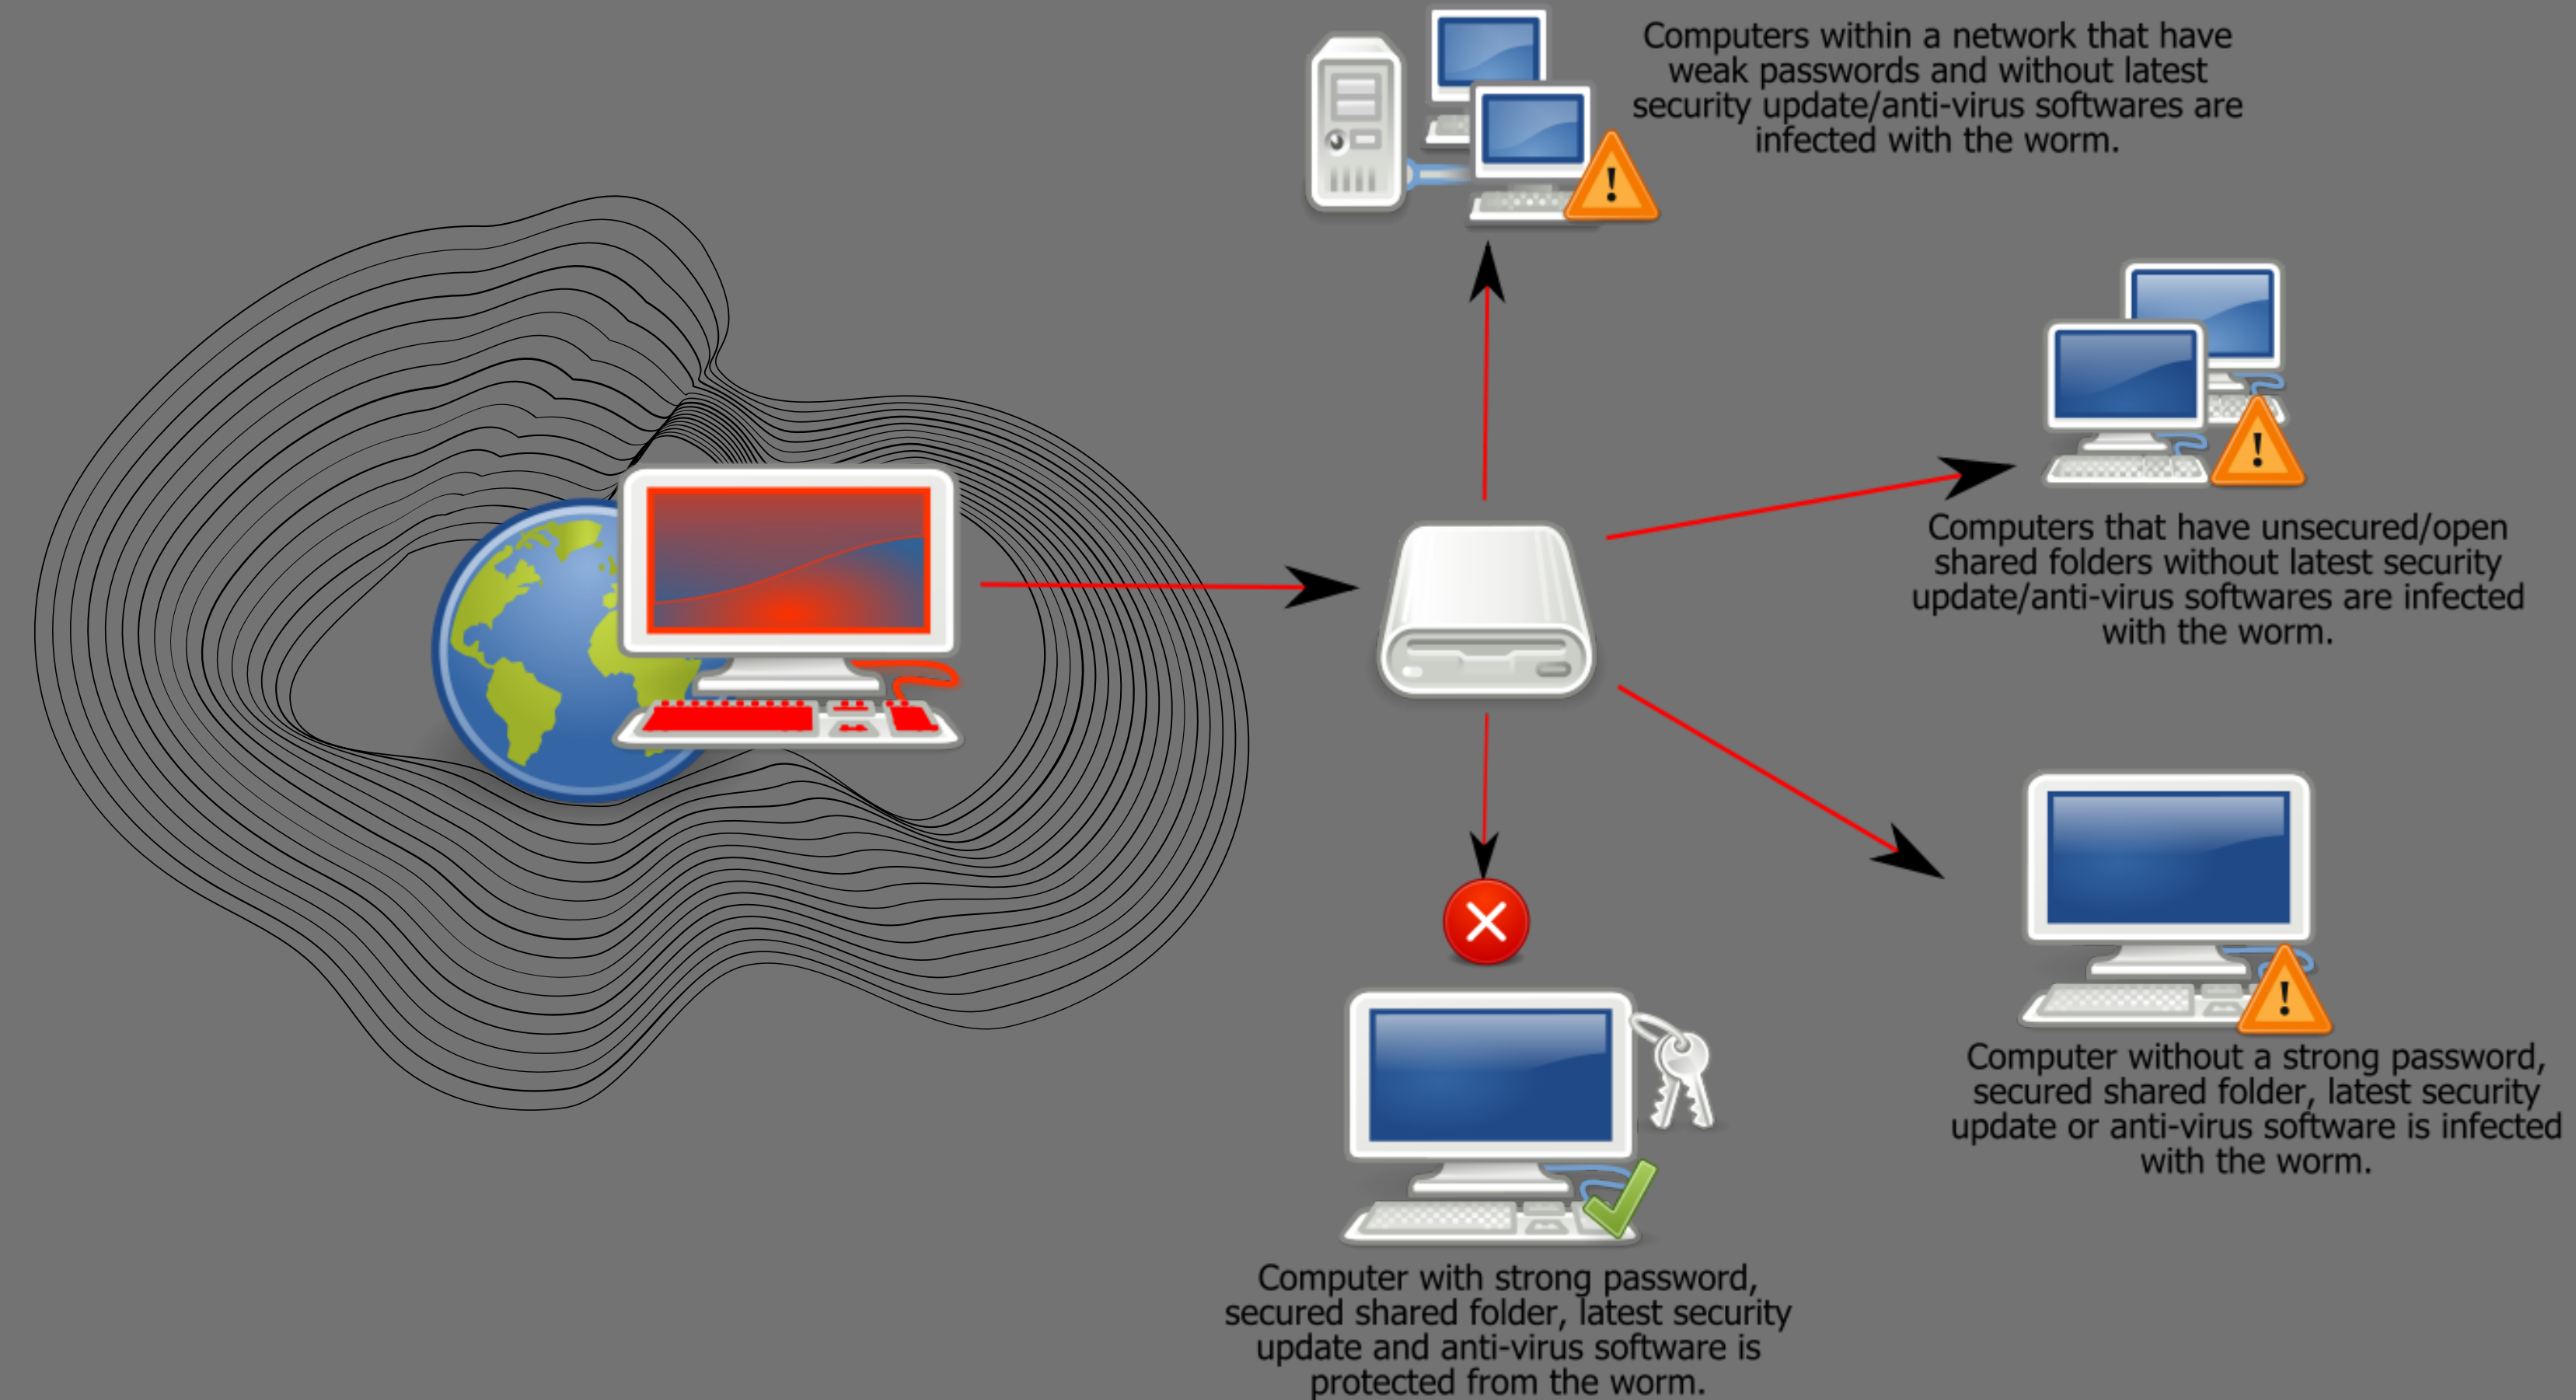 Computers within a network that have
weak passwords and without latest
security update/anti-virus softwares are
infected with the worm.
Computers that have unsecured/open
shared folders without latest security
update/anti-virus softwares are infected
with the worm.
Computer without a strong password,
secured shared folder, latest security
update or anti-virus software is infected
with the worm.
Computer with strong password,
secured shared folder, latest security
update and anti-virus software is
protected from the worm.